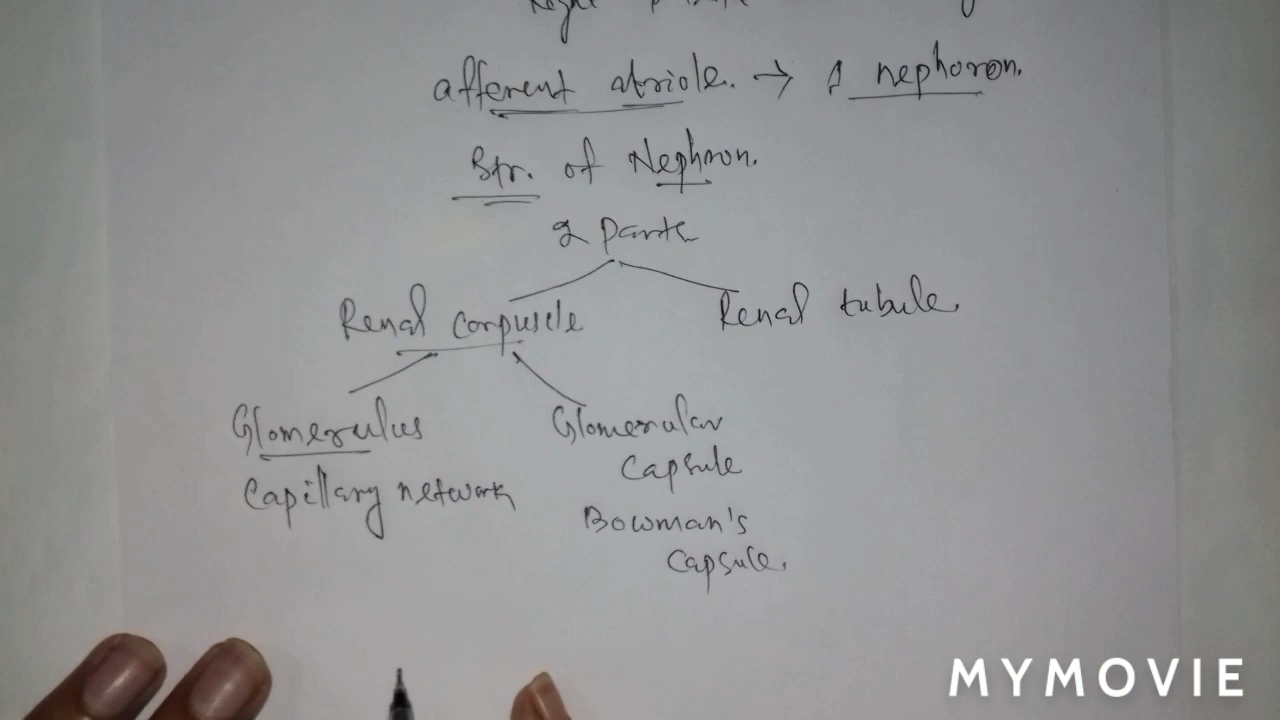 afferent atriole. → 1 nephoron.
Str. of Nephron.
2 parts
Renal corpuscle Renal tubule.
Glomerulus Glomerular
Capsule
Capillary network
Bowman's
Capsule.
MYMOVIE